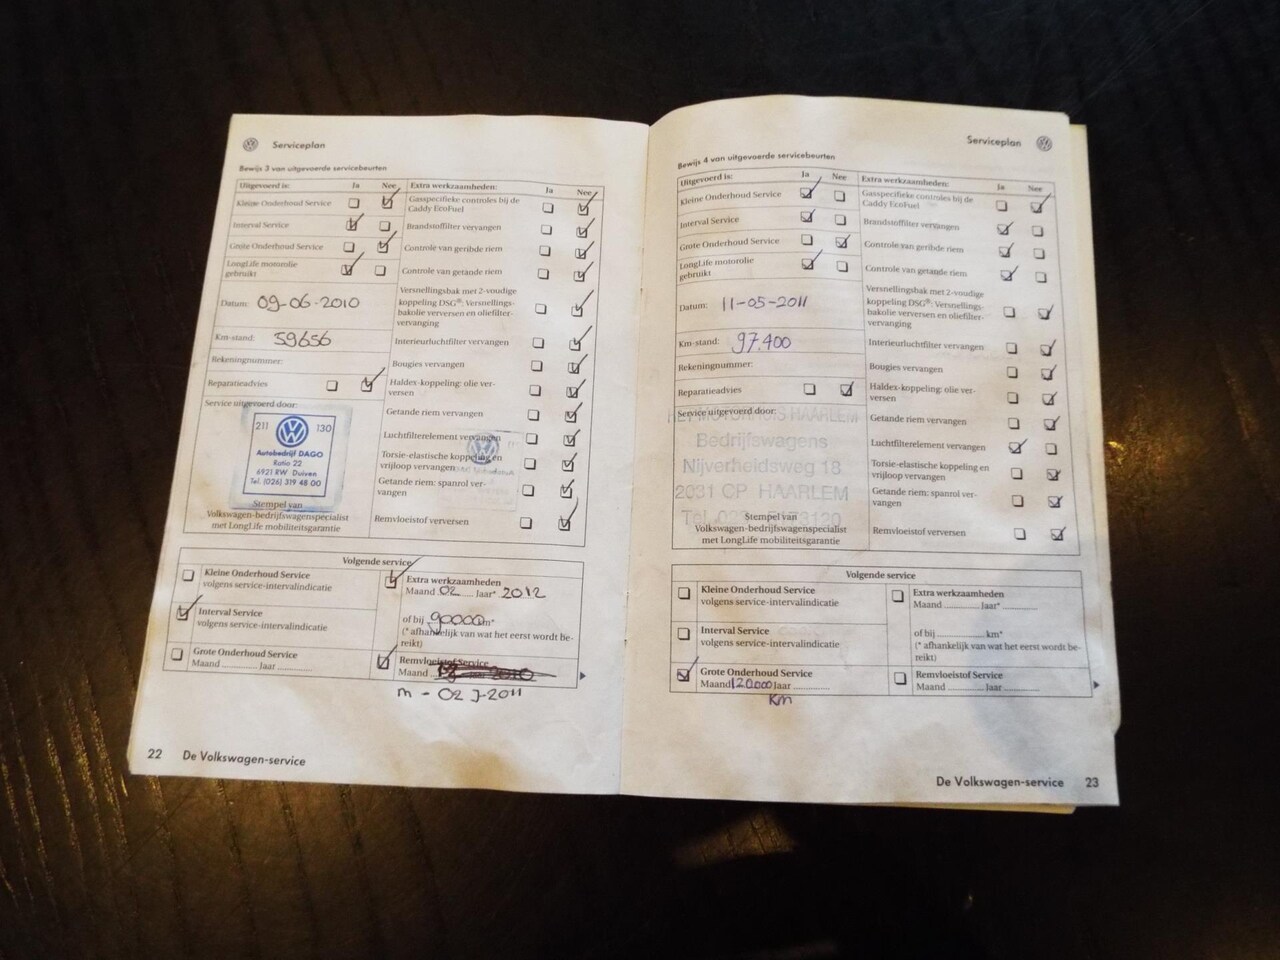 Serviceplan
Bewijs 3 van uitgevoerde servicebeurten
Uitgevoerd is: Ja Nee
Kleine Onderhoud Service
Interval Service
Grote Onderhoud Service
LongLife motorolie
gebruikt
Datum: 09-06-2010
Km-stand: 59656
Rekeningnummer:
Reparatieadvies
Service uitgevoerd door:
211 130
Autobedrijf DAGO
Ratio 22
6921 RW Duiven
Tel. (026) 319 48 00
Stempel van
Volkswagen-bedrijfswagenspecialist
met LongLife mobiliteitsgarantie
Extra werkzaamheden: Ja Nee
Gasspecifieke controles bij de
Caddy EcoFuel
Brandstoffilter vervangen
Controle van geribde riem
Controle van getande riem
Versnellingsbak met 2-voudige
koppeling DSG®: Versnellings-
bakolie verversen en oliefilter-
vervanging
Interieurluchtfilter vervangen
Bougies vervangen
Haldex-koppeling: olie ver-
versen
Getande riem vervangen
Luchtfilterelement vervangen
Torsie-elastische koppeling en
vrijloop vervangen
Getande riem: spanrol ver-
vangen
Remvloeistof verversen
Volgende service
Kleine Onderhoud Service
volgens service-intervalindicatie
Interval Service
volgens service-intervalindicatie
Grote Onderhoud Service
Maand Jaar
Extra werkzaamheden
Maand 02 Jaar* 2012
of bij 90000 km*
(* afhankelijk van wat het eerst wordt be-
reikt)
Remvloeistof Service
Maand 2010
m - 02 J-2011
22 De Volkswagen-service
Serviceplan
Bewijs 4 van uitgevoerde servicebeurten
Uitgevoerd is: Ja Nee
Kleine Onderhoud Service
Interval Service
Grote Onderhoud Service
LongLife motorolie
gebruikt
Datum: 11-05-2011
Km-stand: 97.400
Rekeningnummer:
Reparatieadvies
Service uitgevoerd door:
HET MOTORHUIS HAARLEM
Bedrijfswagens
Nijverheidsweg 18
2031 CP HAARLEM
Stempel van
Volkswagen-bedrijfswagenspecialist
met LongLife mobiliteitsgarantie
Extra werkzaamheden: Ja Nee
Gasspecifieke controles bij de
Caddy EcoFuel
Brandstoffilter vervangen
Controle van geribde riem
Controle van getande riem
Versnellingsbak met 2-voudige
koppeling DSG®: Versnellings-
bakolie verversen en oliefilter-
vervanging
Interieurluchtfilter vervangen
Bougies vervangen
Haldex-koppeling: olie ver-
versen
Getande riem vervangen
Luchtfilterelement vervangen
Torsie-elastische koppeling en
vrijloop vervangen
Getande riem: spanrol ver-
vangen
Remvloeistof verversen
Volgende service
Kleine Onderhoud Service
volgens service-intervalindicatie
Interval Service
volgens service-intervalindicatie
Grote Onderhoud Service
Maand 120.000 Jaar
Km
Extra werkzaamheden
Maand Jaar*
of bij km*
(* afhankelijk van wat het eerst wordt be-
reikt)
Remvloeistof Service
Maand Jaar
De Volkswagen-service 23